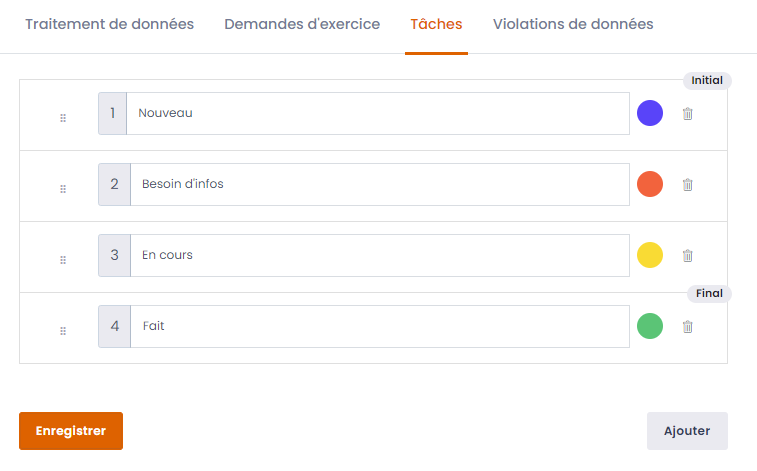 Traitement de données Demandes d'exercice Tâches Violations de données
Initial
1 Nouveau
2 Besoin d'infos
3 En cours
Final
4 Fait
Enregistrer Ajouter